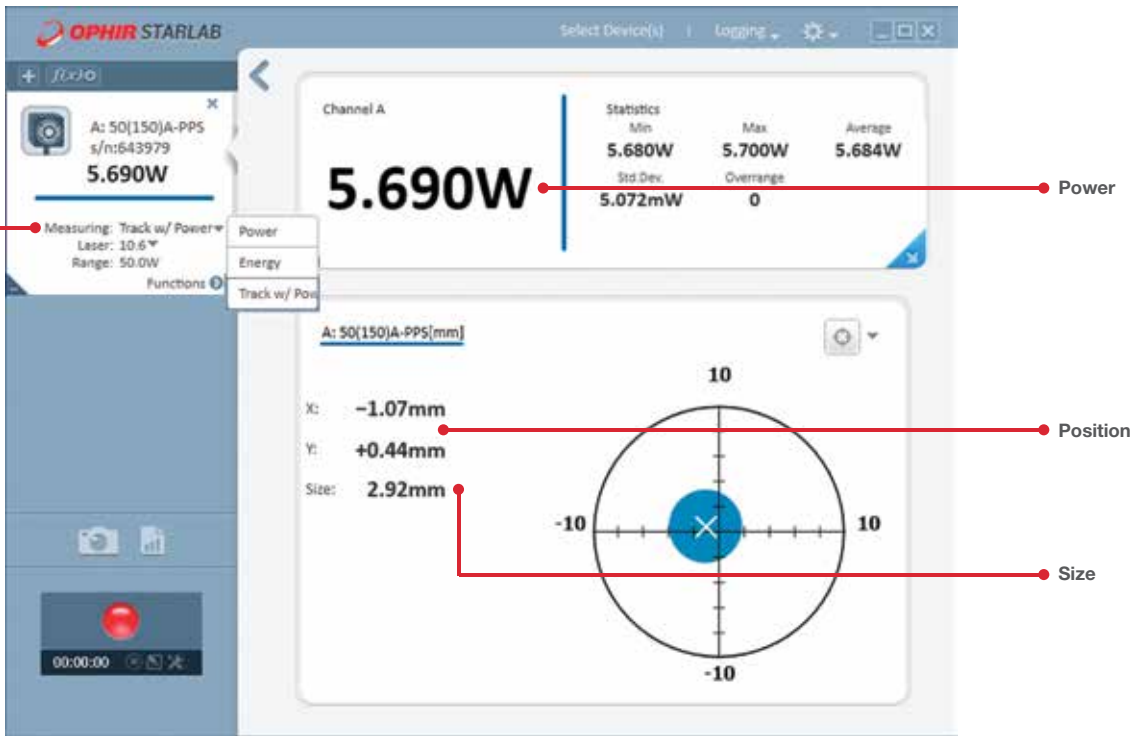 OPHIR STARLAB
Select Device(s) | Logging
+ f(x)
A: 50(150)A-PPS
s/n:643979
5.690W
Measuring: Track w/ Power
Laser: 10.6
Range: 50.0W
Functions
Power
Energy
Track w/ Pow
Channel A
5.690W
Statistics
Min Max Average
5.680W 5.700W 5.684W
Std.Dev. Overrange
5.072mW 0
Power
A: 50(150)A-PPS[mm]
X: −1.07mm
Y: +0.44mm
Size: 2.92mm
10
-10
10
-10
Position
Size
00:00:00